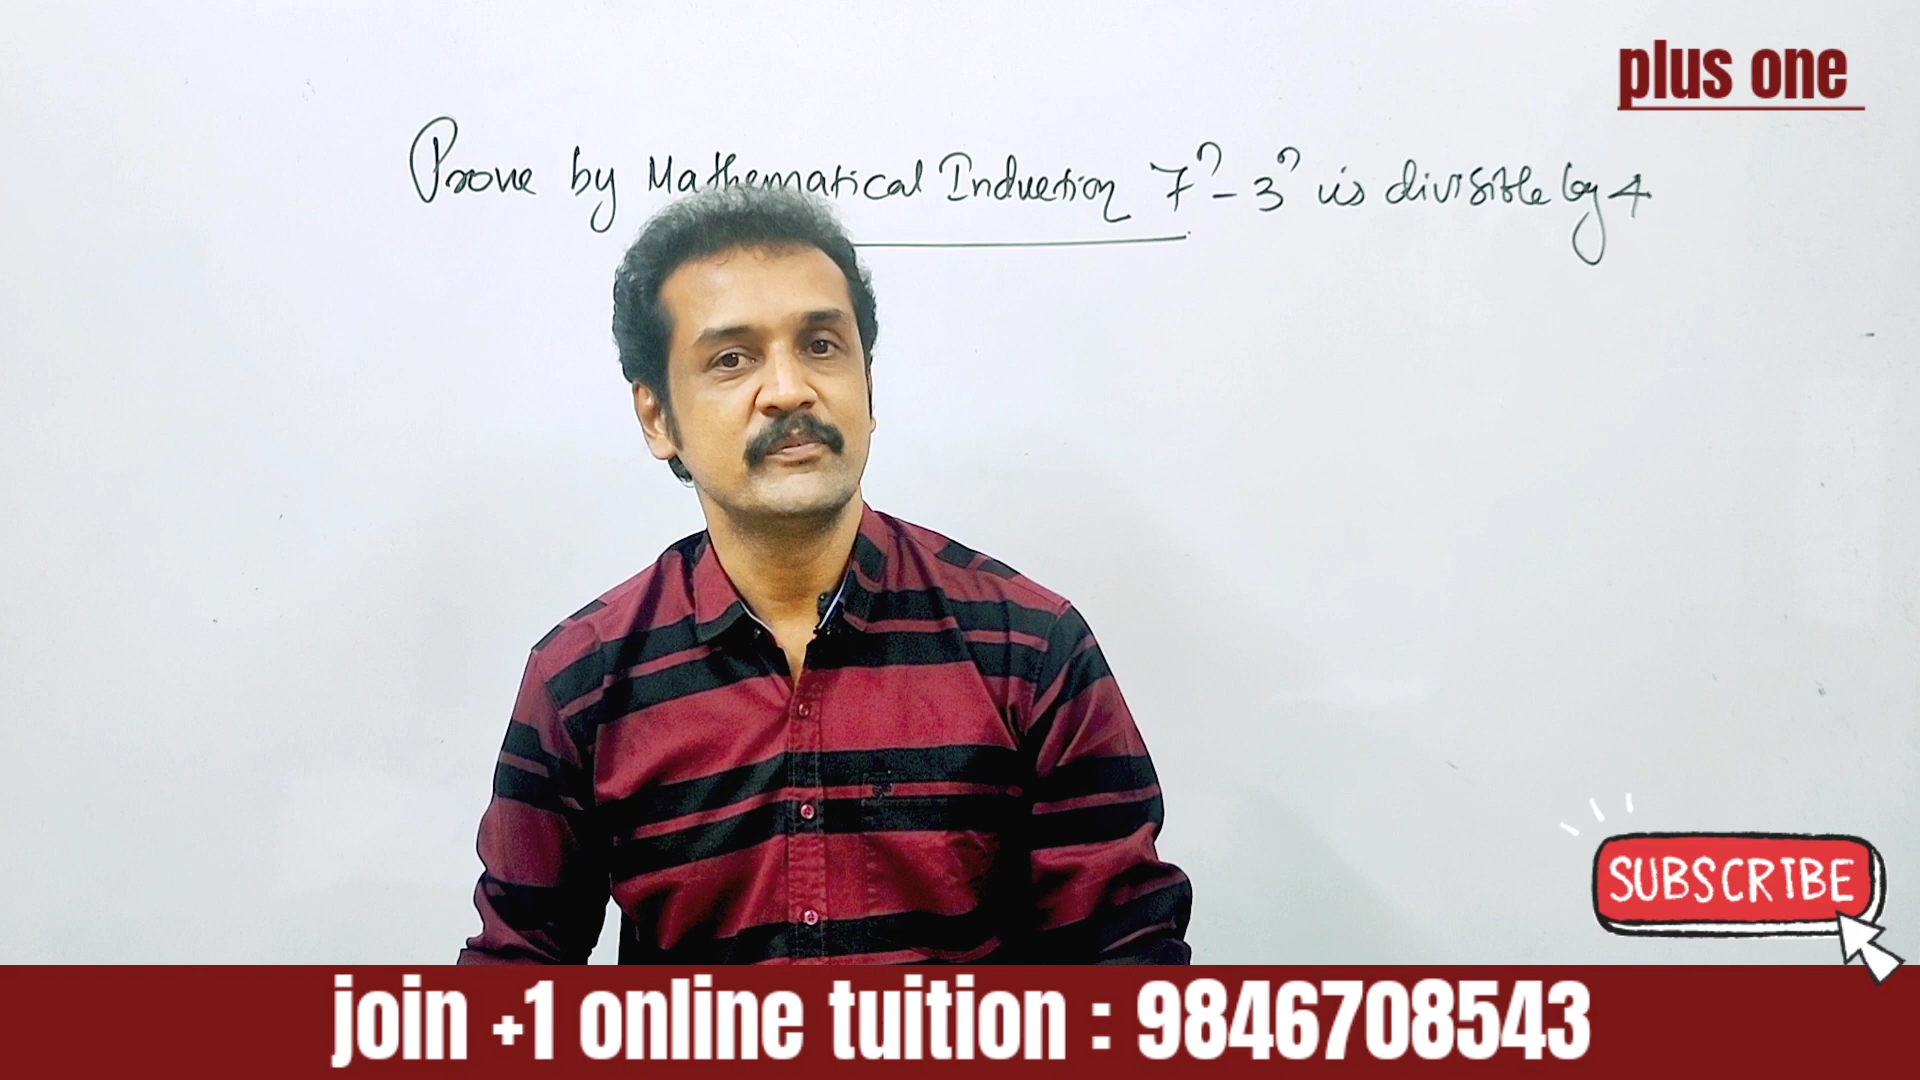 plus one
Prove by Mathematical Induction 7ⁿ - 3ⁿ is divisible by 4
SUBSCRIBE
join +1 online tuition : 9846708543